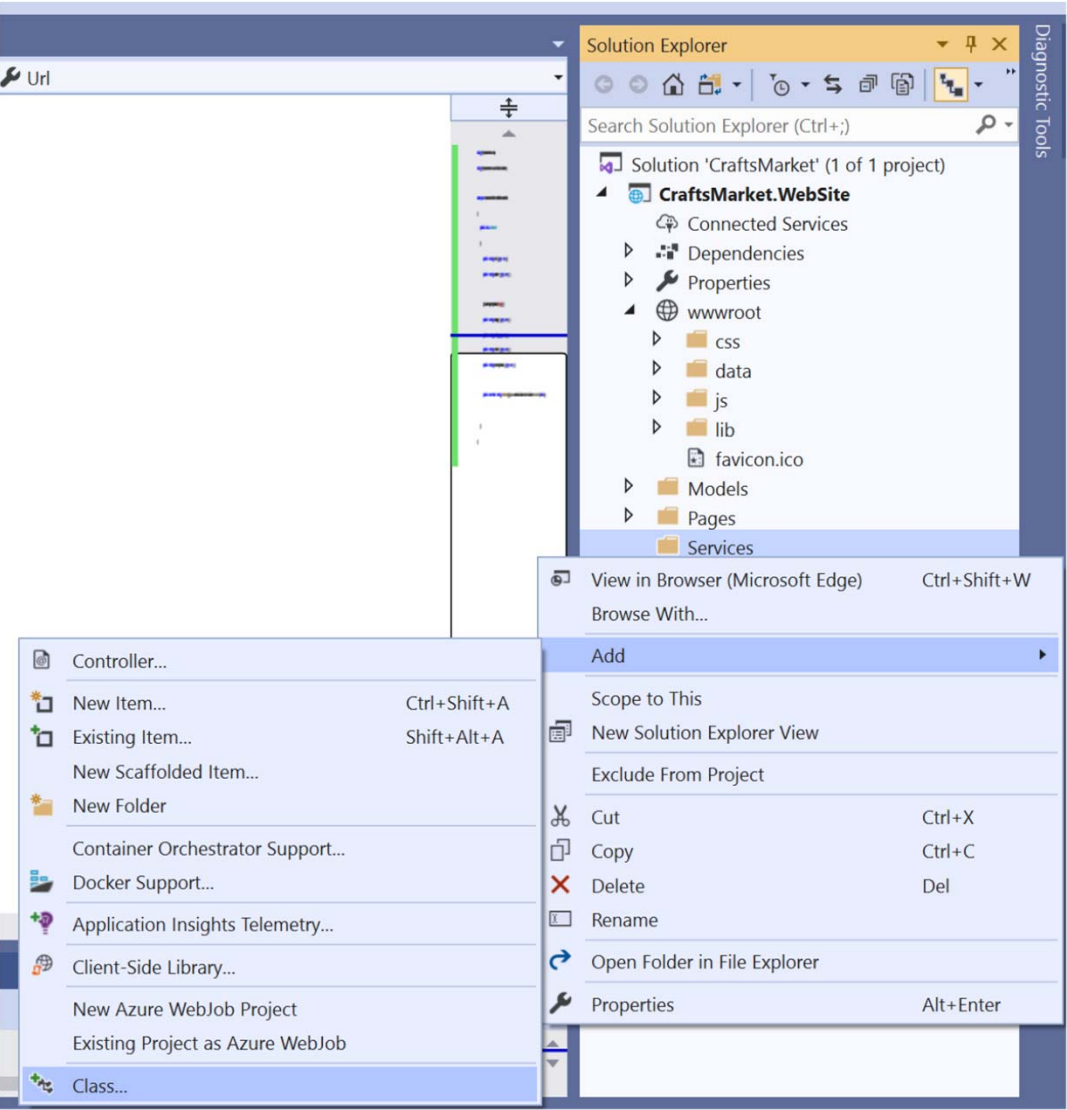 Solution Explorer
Diagnostic Tools
Url
Search Solution Explorer (Ctrl+;)
Solution 'CraftsMarket' (1 of 1 project)
CraftsMarket.WebSite
Connected Services
Dependencies
Properties
wwwroot
css
data
js
lib
favicon.ico
Models
Pages
Services
View in Browser (Microsoft Edge) Ctrl+Shift+W
Browse With...
Add
Scope to This
New Solution Explorer View
Exclude From Project
Cut Ctrl+X
Copy Ctrl+C
Delete Del
Rename
Open Folder in File Explorer
Properties Alt+Enter
Controller...
New Item... Ctrl+Shift+A
Existing Item... Shift+Alt+A
New Scaffolded Item...
New Folder
Container Orchestrator Support...
Docker Support...
Application Insights Telemetry...
Client-Side Library...
New Azure WebJob Project
Existing Project as Azure WebJob
Class...